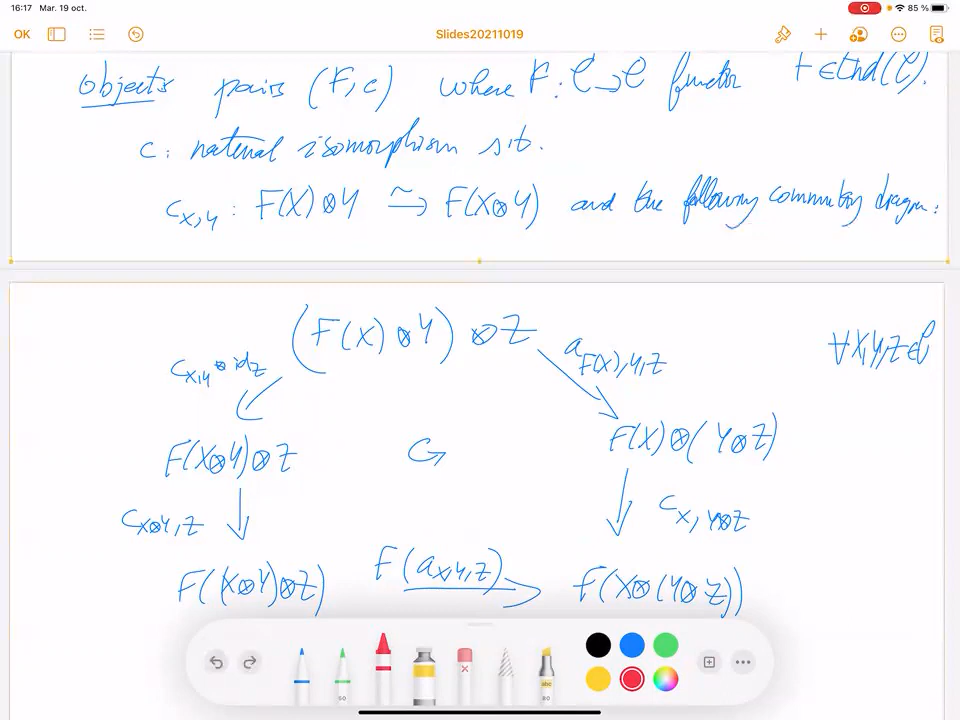 16:17 Mar. 19 oct.
85 %
OK
Slides20211019
objects pairs (F, c) where F: C → C functor F ∈ End(C).
c: natural isomorphism s.t.
c_{X,Y} : F(X)⊗Y ≅→ F(X⊗Y) and the following commuting diagram:
(F(X)⊗Y)⊗Z
∀X,Y,Z∈C
c_{X,Y}⊗id_Z
a_{F(X),Y,Z}
F(X⊗Y)⊗Z
F(X)⊗(Y⊗Z)
c_{X⊗Y,Z}
c_{X,Y⊗Z}
F((X⊗Y)⊗Z)
F(a_{X,Y,Z})
F(X⊗(Y⊗Z))